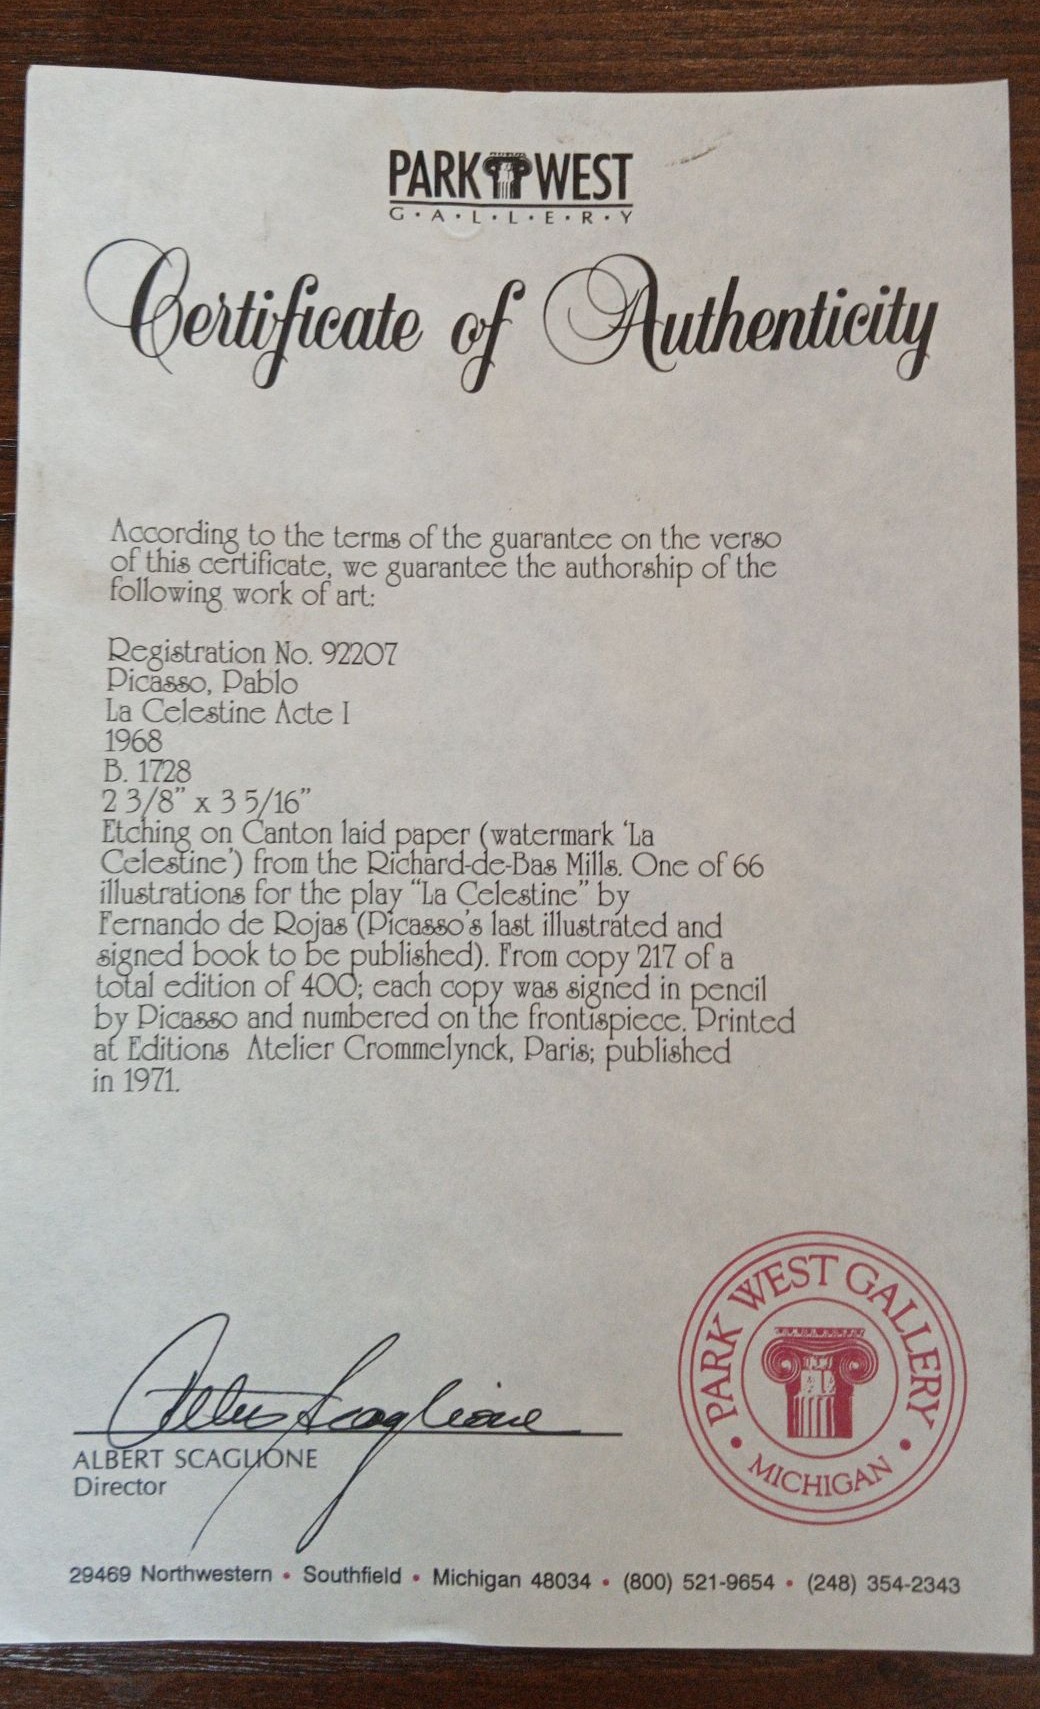 PARK WEST
G·A·L·L·E·R·Y
Certificate of Authenticity
According to the terms of the guarantee on the verso
of this certificate, we guarantee the authorship of the
following work of art:
Registration No. 92207
Picasso, Pablo
La Celestine Acte I
1968
B. 1728
2 3/8” x 3 5/16”
Etching on Canton laid paper (watermark ‘La
Celestine’) from the Richard-de-Bas Mills. One of 66
illustrations for the play “La Celestine” by
Fernando de Rojas (Picasso’s last illustrated and
signed book to be published). From copy 217 of a
total edition of 400; each copy was signed in pencil
by Picasso and numbered on the frontispiece. Printed
at Editions Atelier Crommelynck, Paris; published
in 1971.
PARK WEST GALLERY
• MICHIGAN •
Albert Scaglione
ALBERT SCAGLIONE
Director
29469 Northwestern • Southfield • Michigan 48034 • (800) 521-9654 • (248) 354-2343